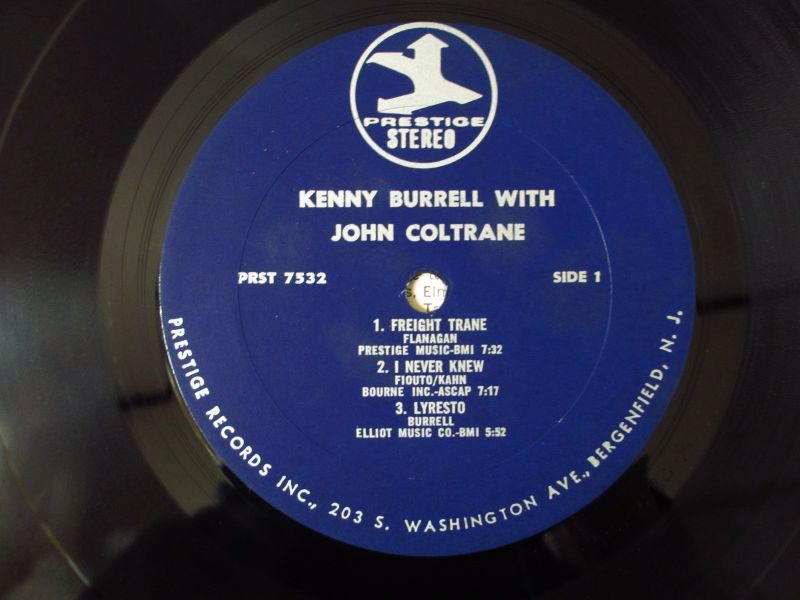 PRESTIGE
STEREO
KENNY BURRELL WITH
JOHN COLTRANE
PRST 7532
SIDE 1
s, Elm
1. FREIGHT TRANE
FLANAGAN
PRESTIGE MUSIC-BMI 7:32
2. I NEVER KNEW
FIOUTO/KAHN
BOURNE INC.-ASCAP 7:17
3. LYRESTO
BURRELL
ELLIOT MUSIC CO.-BMI 5:52
PRESTIGE RECORDS INC., 203 S. WASHINGTON AVE., BERGENFIELD, N. J.